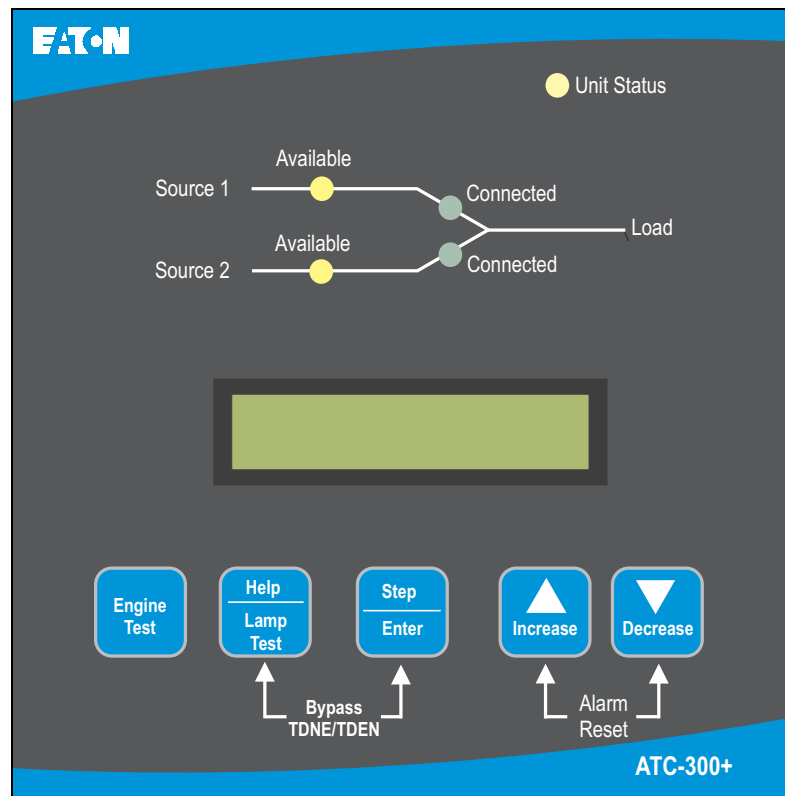 EATON
Unit Status
Available
Source 1
Connected
Load
Available
Source 2
Connected
Engine
Test
Help
Lamp
Test
Step
Enter
Increase
Decrease
Bypass
TDNE/TDEN
Alarm
Reset
ATC-300+